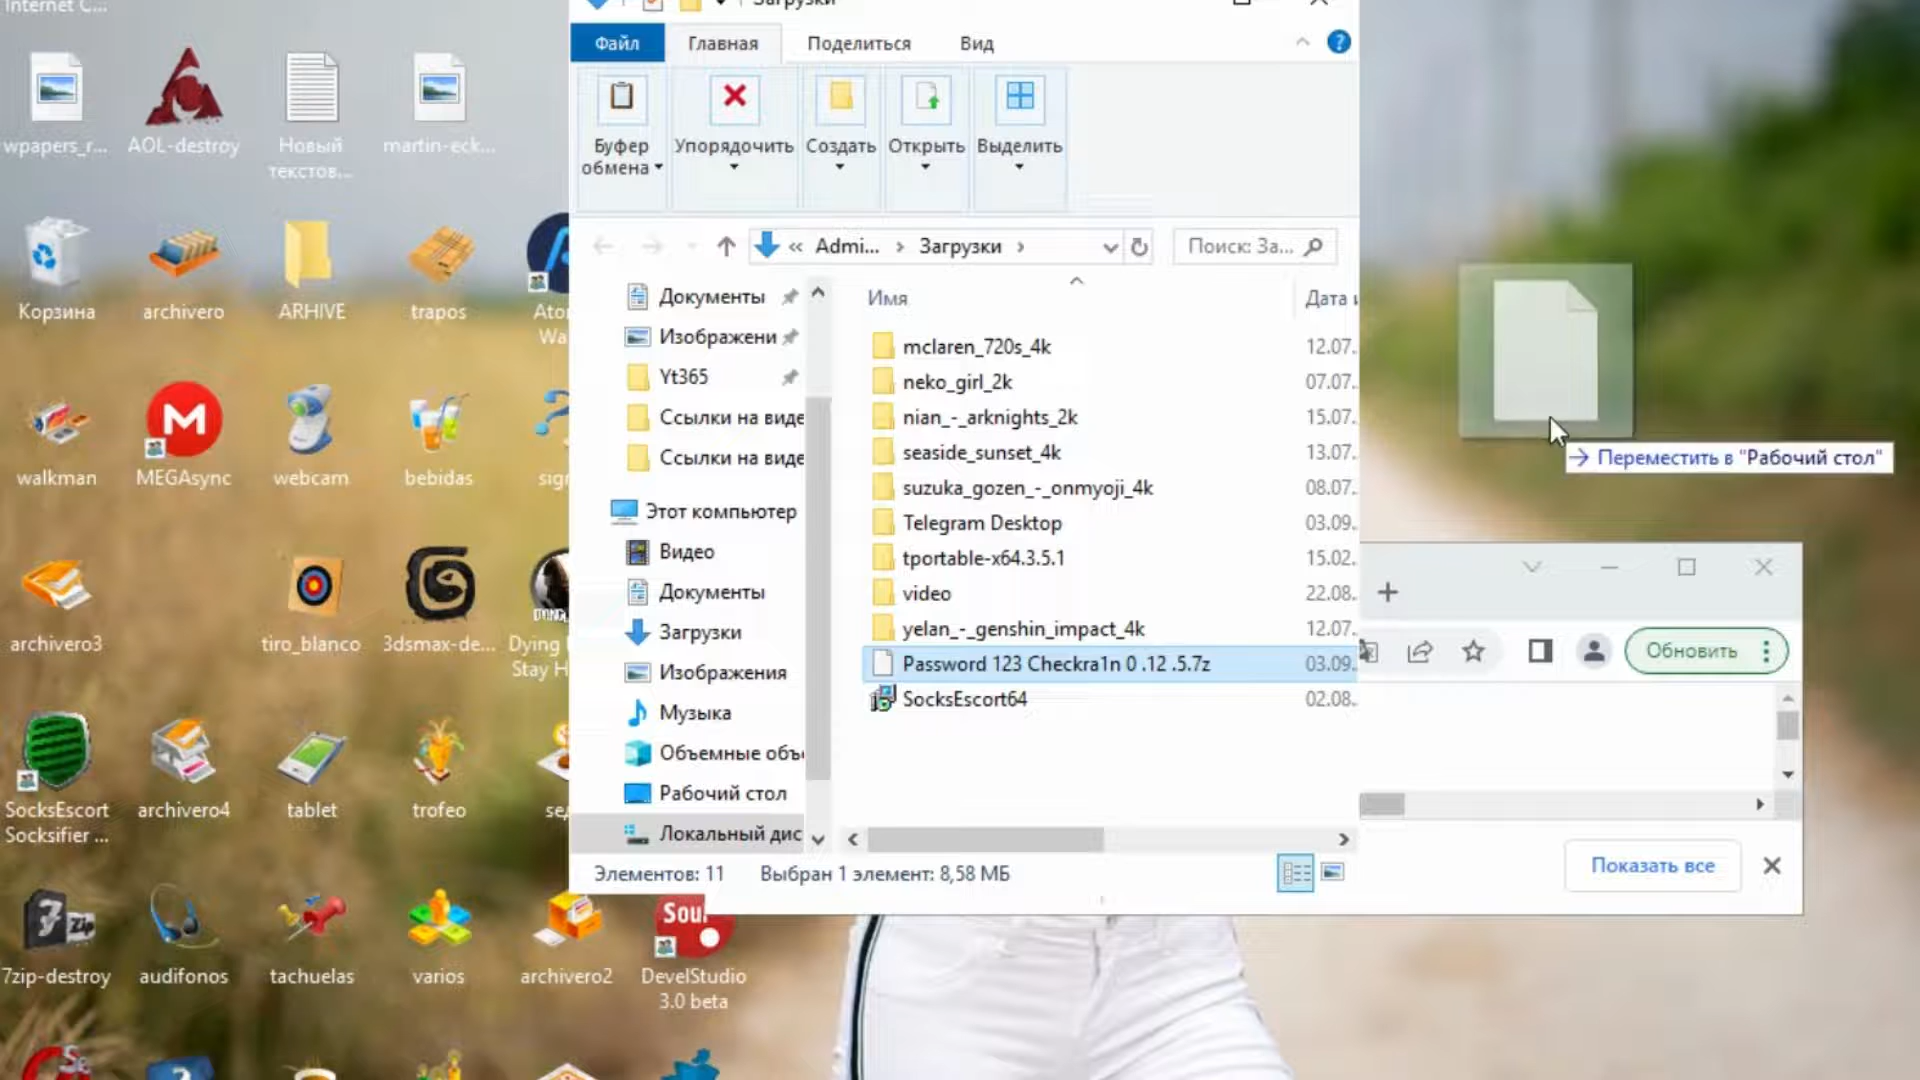 Internet C...
Загрузки
Файл
Главная
Поделиться
Вид
?
wpapers_r...
AOL-destroy
Новый
текстов...
martin-eck...
Буфер
обмена
Упорядочить
Создать
Открыть
Выделить
« Admi... › Загрузки ›
Поиск: За...
Корзина
archivero
ARHIVE
trapos
Имя
Дата
Документы
Изображени
Yt365
Ссылки на виде
Ссылки на виде
Этот компьютер
Видео
Документы
Загрузки
Изображения
Музыка
Объемные объ
Рабочий стол
Локальный дис
mclaren_720s_4k
12.07.
neko_girl_2k
07.07.
nian_-_arknights_2k
15.07.
seaside_sunset_4k
13.07.
suzuka_gozen_-_onmyoji_4k
08.07.
Telegram Desktop
03.09.
tportable-x64.3.5.1
15.02.
video
22.08.
yelan_-_genshin_impact_4k
12.07.
Password 123 Checkra1n 0 .12 .5.7z
03.09.
SocksEscort64
02.08.
Переместить в "Рабочий стол"
walkman
MEGAsync
webcam
bebidas
archivero3
tiro_blanco
3dsmax-de...
Dying
Stay H
Обновить
SocksEscort
Socksifier ...
archivero4
tablet
trofeo
Элементов: 11
Выбран 1 элемент: 8,58 МБ
Показать все
7Zip
Soul
7zip-destroy
audifonos
tachuelas
varios
archivero2
DevelStudio
3.0 beta